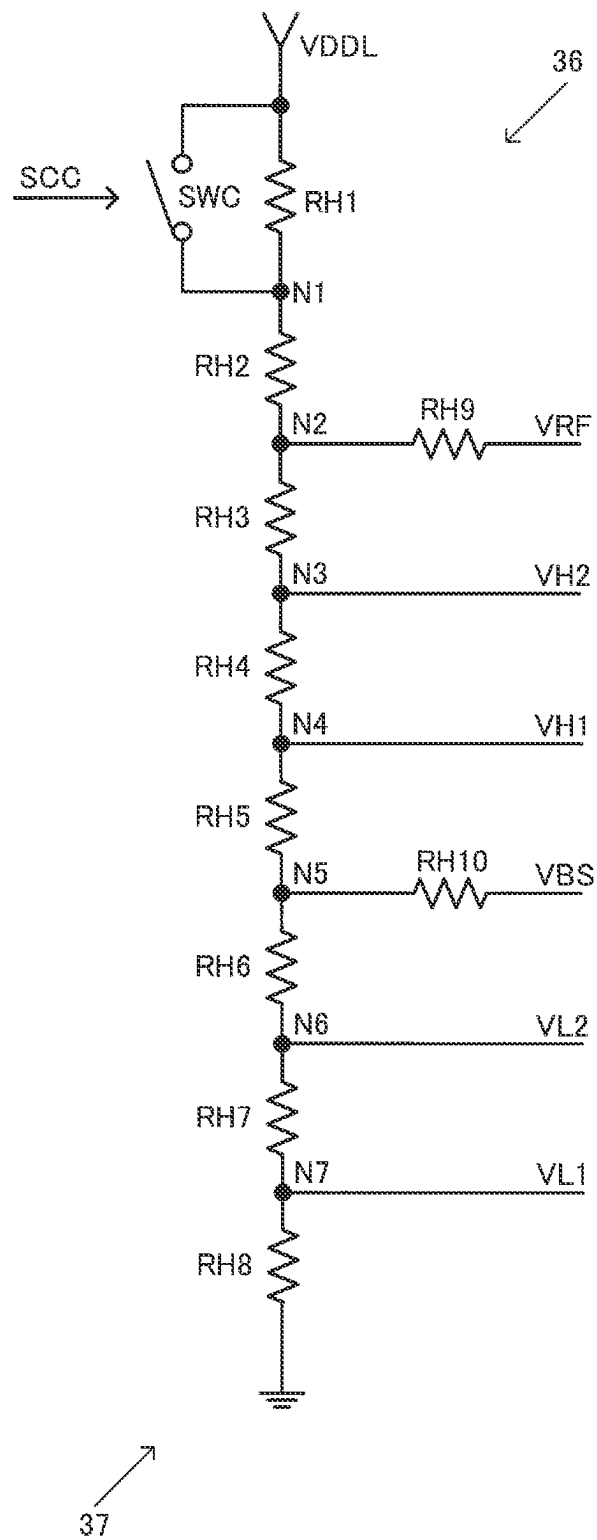 VDDL
36
SCC
SWC
RH1
N1
RH2
RH9
N2
VRF
RH3
N3
VH2
RH4
N4
VH1
RH5
RH10
N5
VBS
RH6
N6
VL2
RH7
N7
VL1
RH8
37